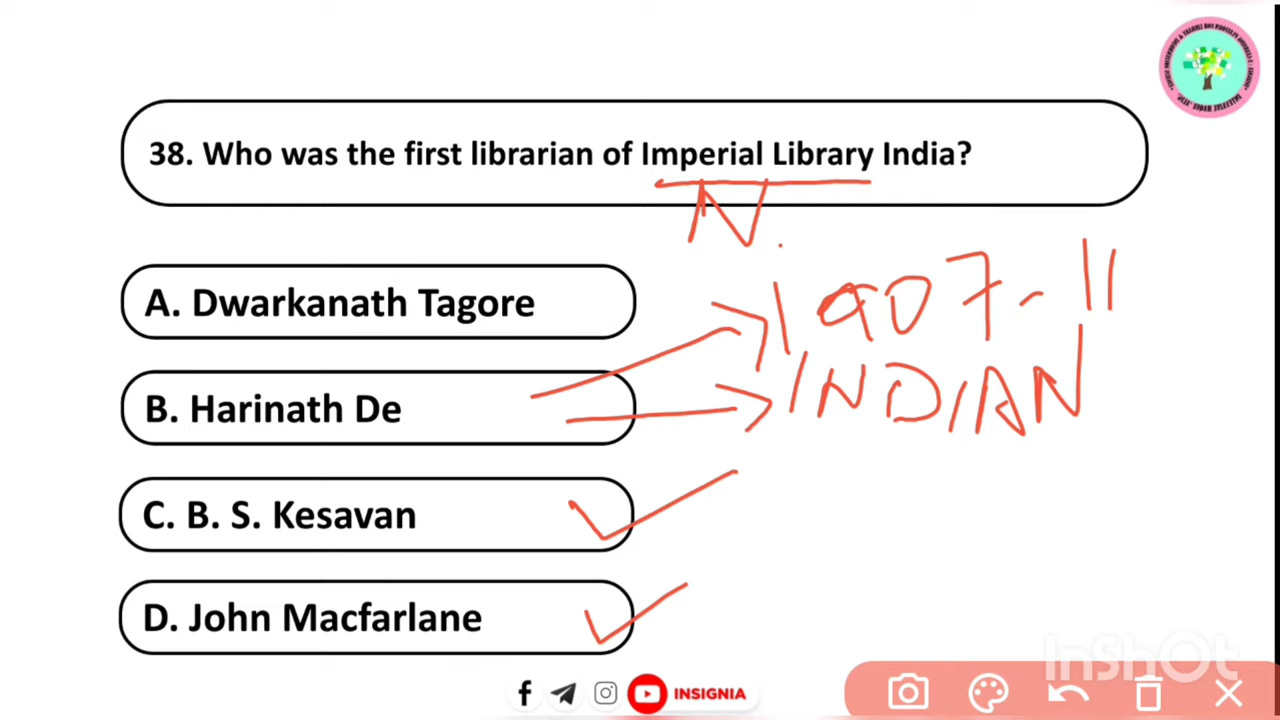 38. Who was the first librarian of Imperial Library India?
N.
A. Dwarkanath Tagore
1907-11
B. Harinath De
INDIAN
C. B. S. Kesavan
D. John Macfarlane
InShOt
INSIGNIA